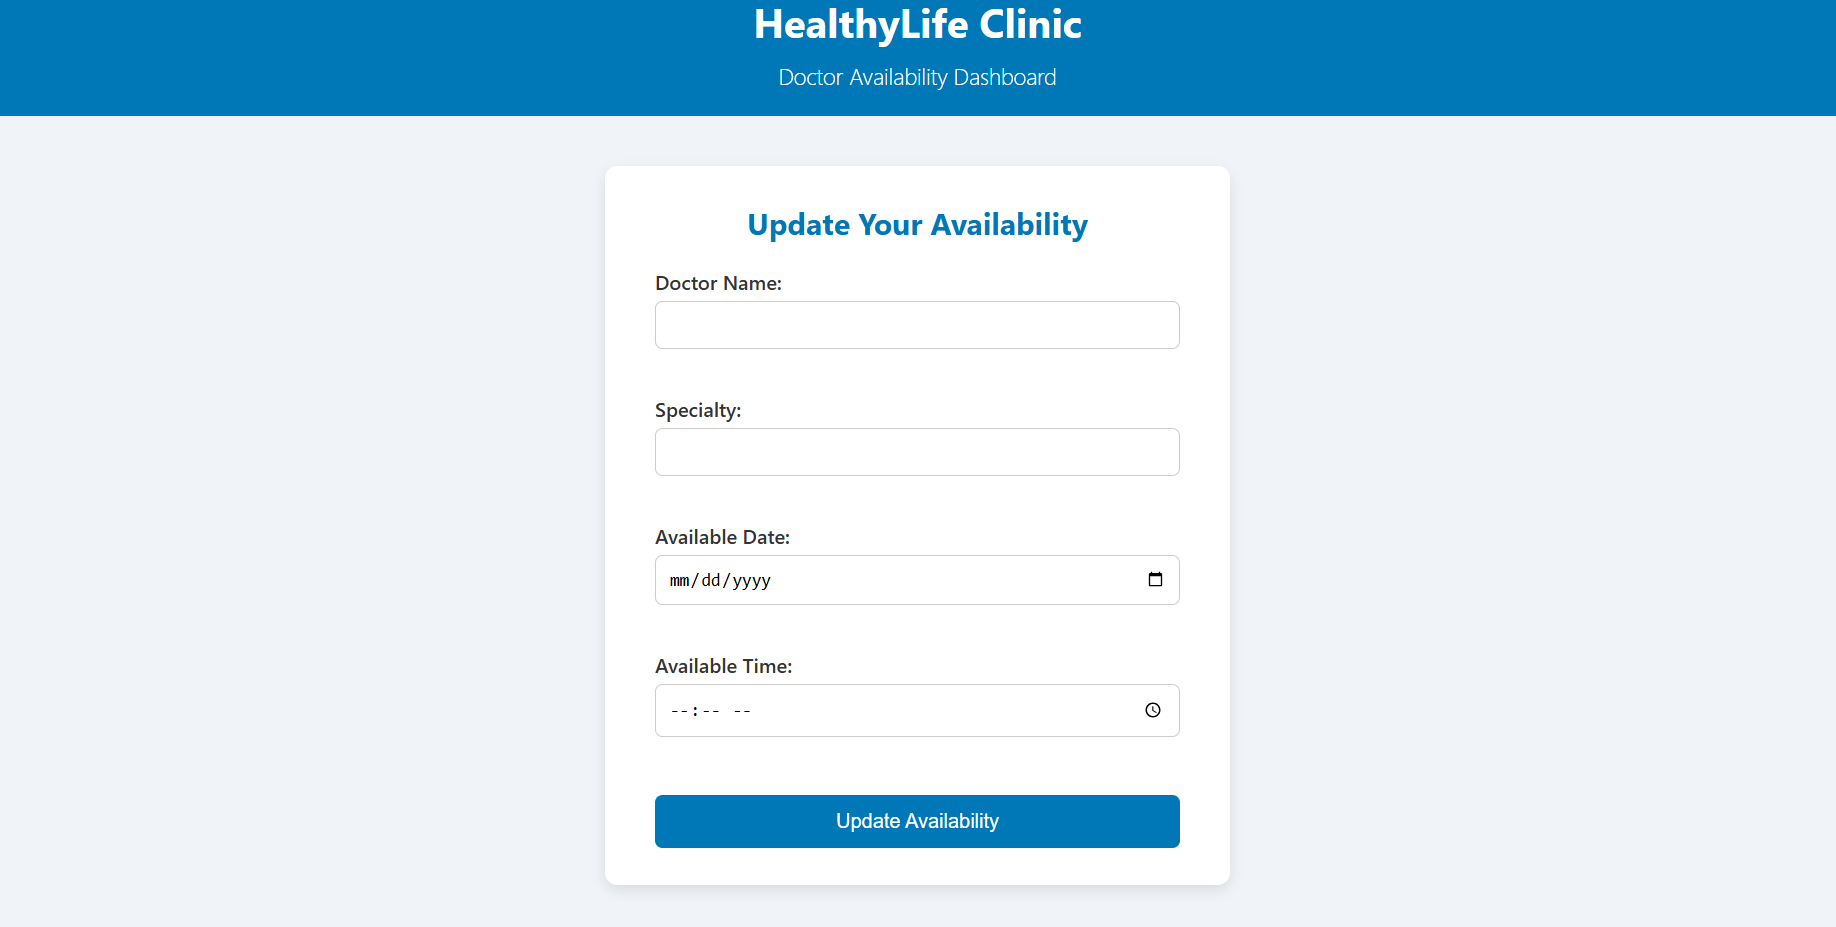 HealthyLife Clinic
Doctor Availability Dashboard
Update Your Availability
Doctor Name:
Specialty:
Available Date:
mm/dd/yyyy
Available Time:
--:-- --
Update Availability